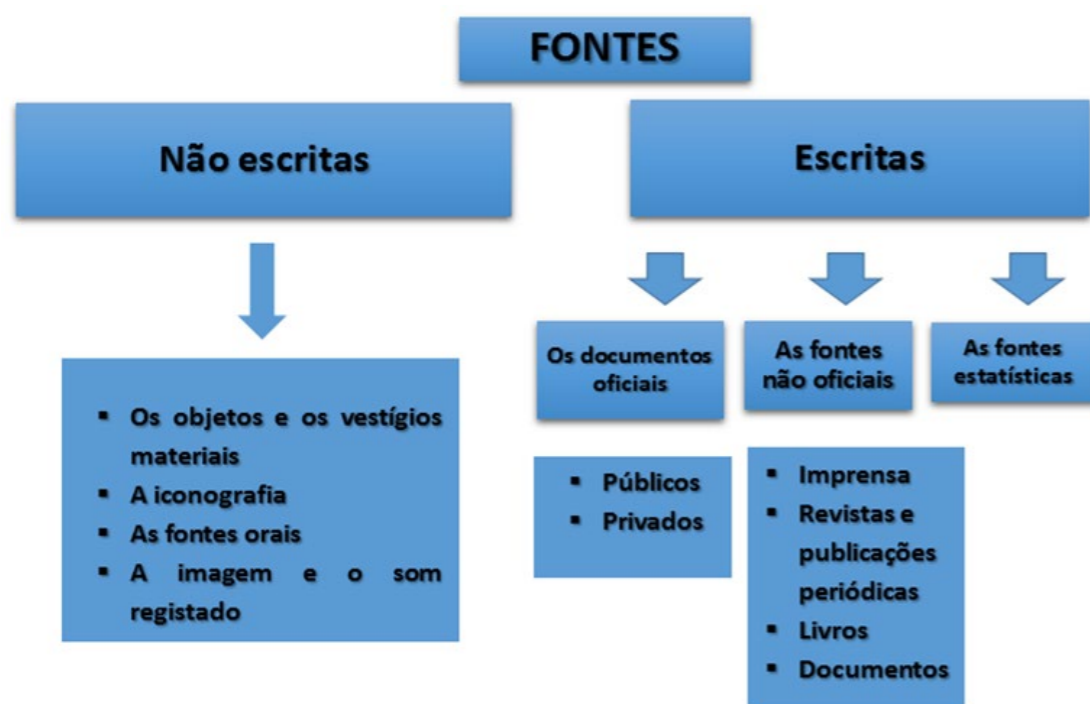 FONTES
Não escritas
Escritas
▪ Os objetos e os vestígios
materiais
▪ A iconografia
▪ As fontes orais
▪ A imagem e o som
registado
Os documentos
oficiais
As fontes
não oficiais
As fontes
estatísticas
▪ Públicos
▪ Privados
▪ Imprensa
▪ Revistas e
publicações
periódicas
▪ Livros
▪ Documentos